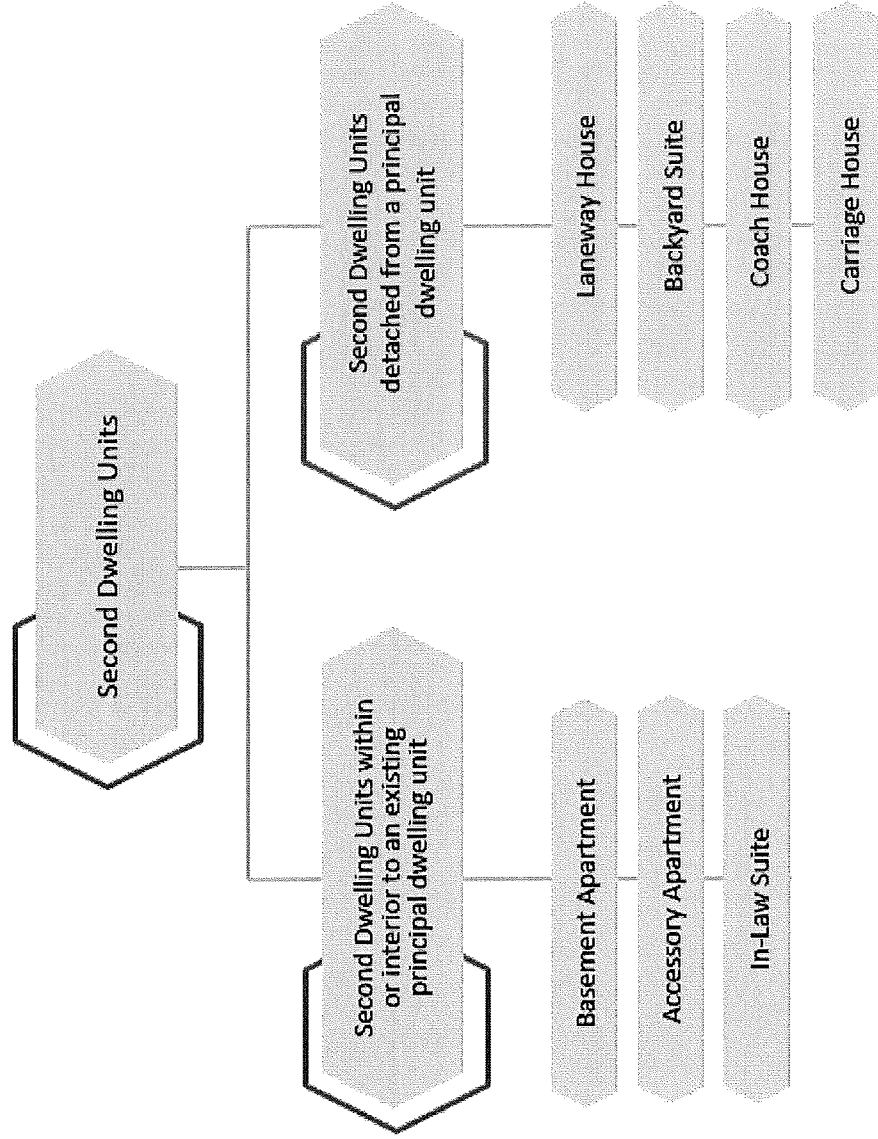 Second Dwelling Units
Second Dwelling Units within
or interior to an existing
principal dwelling unit
Basement Apartment
Accessory Apartment
In-Law Suite
Second Dwelling Units
detached from a principal
dwelling unit
Laneway House
Backyard Suite
Coach House
Carriage House